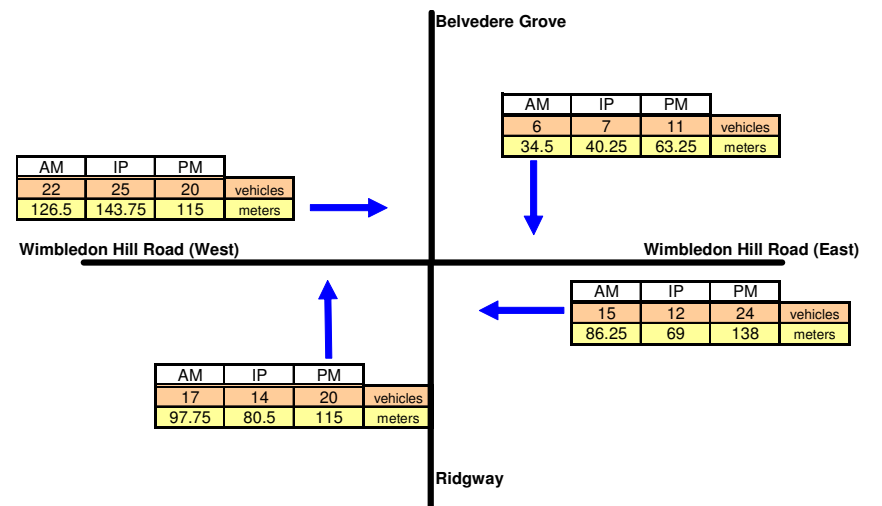 Belvedere Grove
AM IP PM
6 7 11 vehicles
34.5 40.25 63.25 meters
AM IP PM
22 25 20 vehicles
126.5 143.75 115 meters
Wimbledon Hill Road (West)
Wimbledon Hill Road (East)
AM IP PM
15 12 24 vehicles
86.25 69 138 meters
AM IP PM
17 14 20 vehicles
97.75 80.5 115 meters
Ridgway